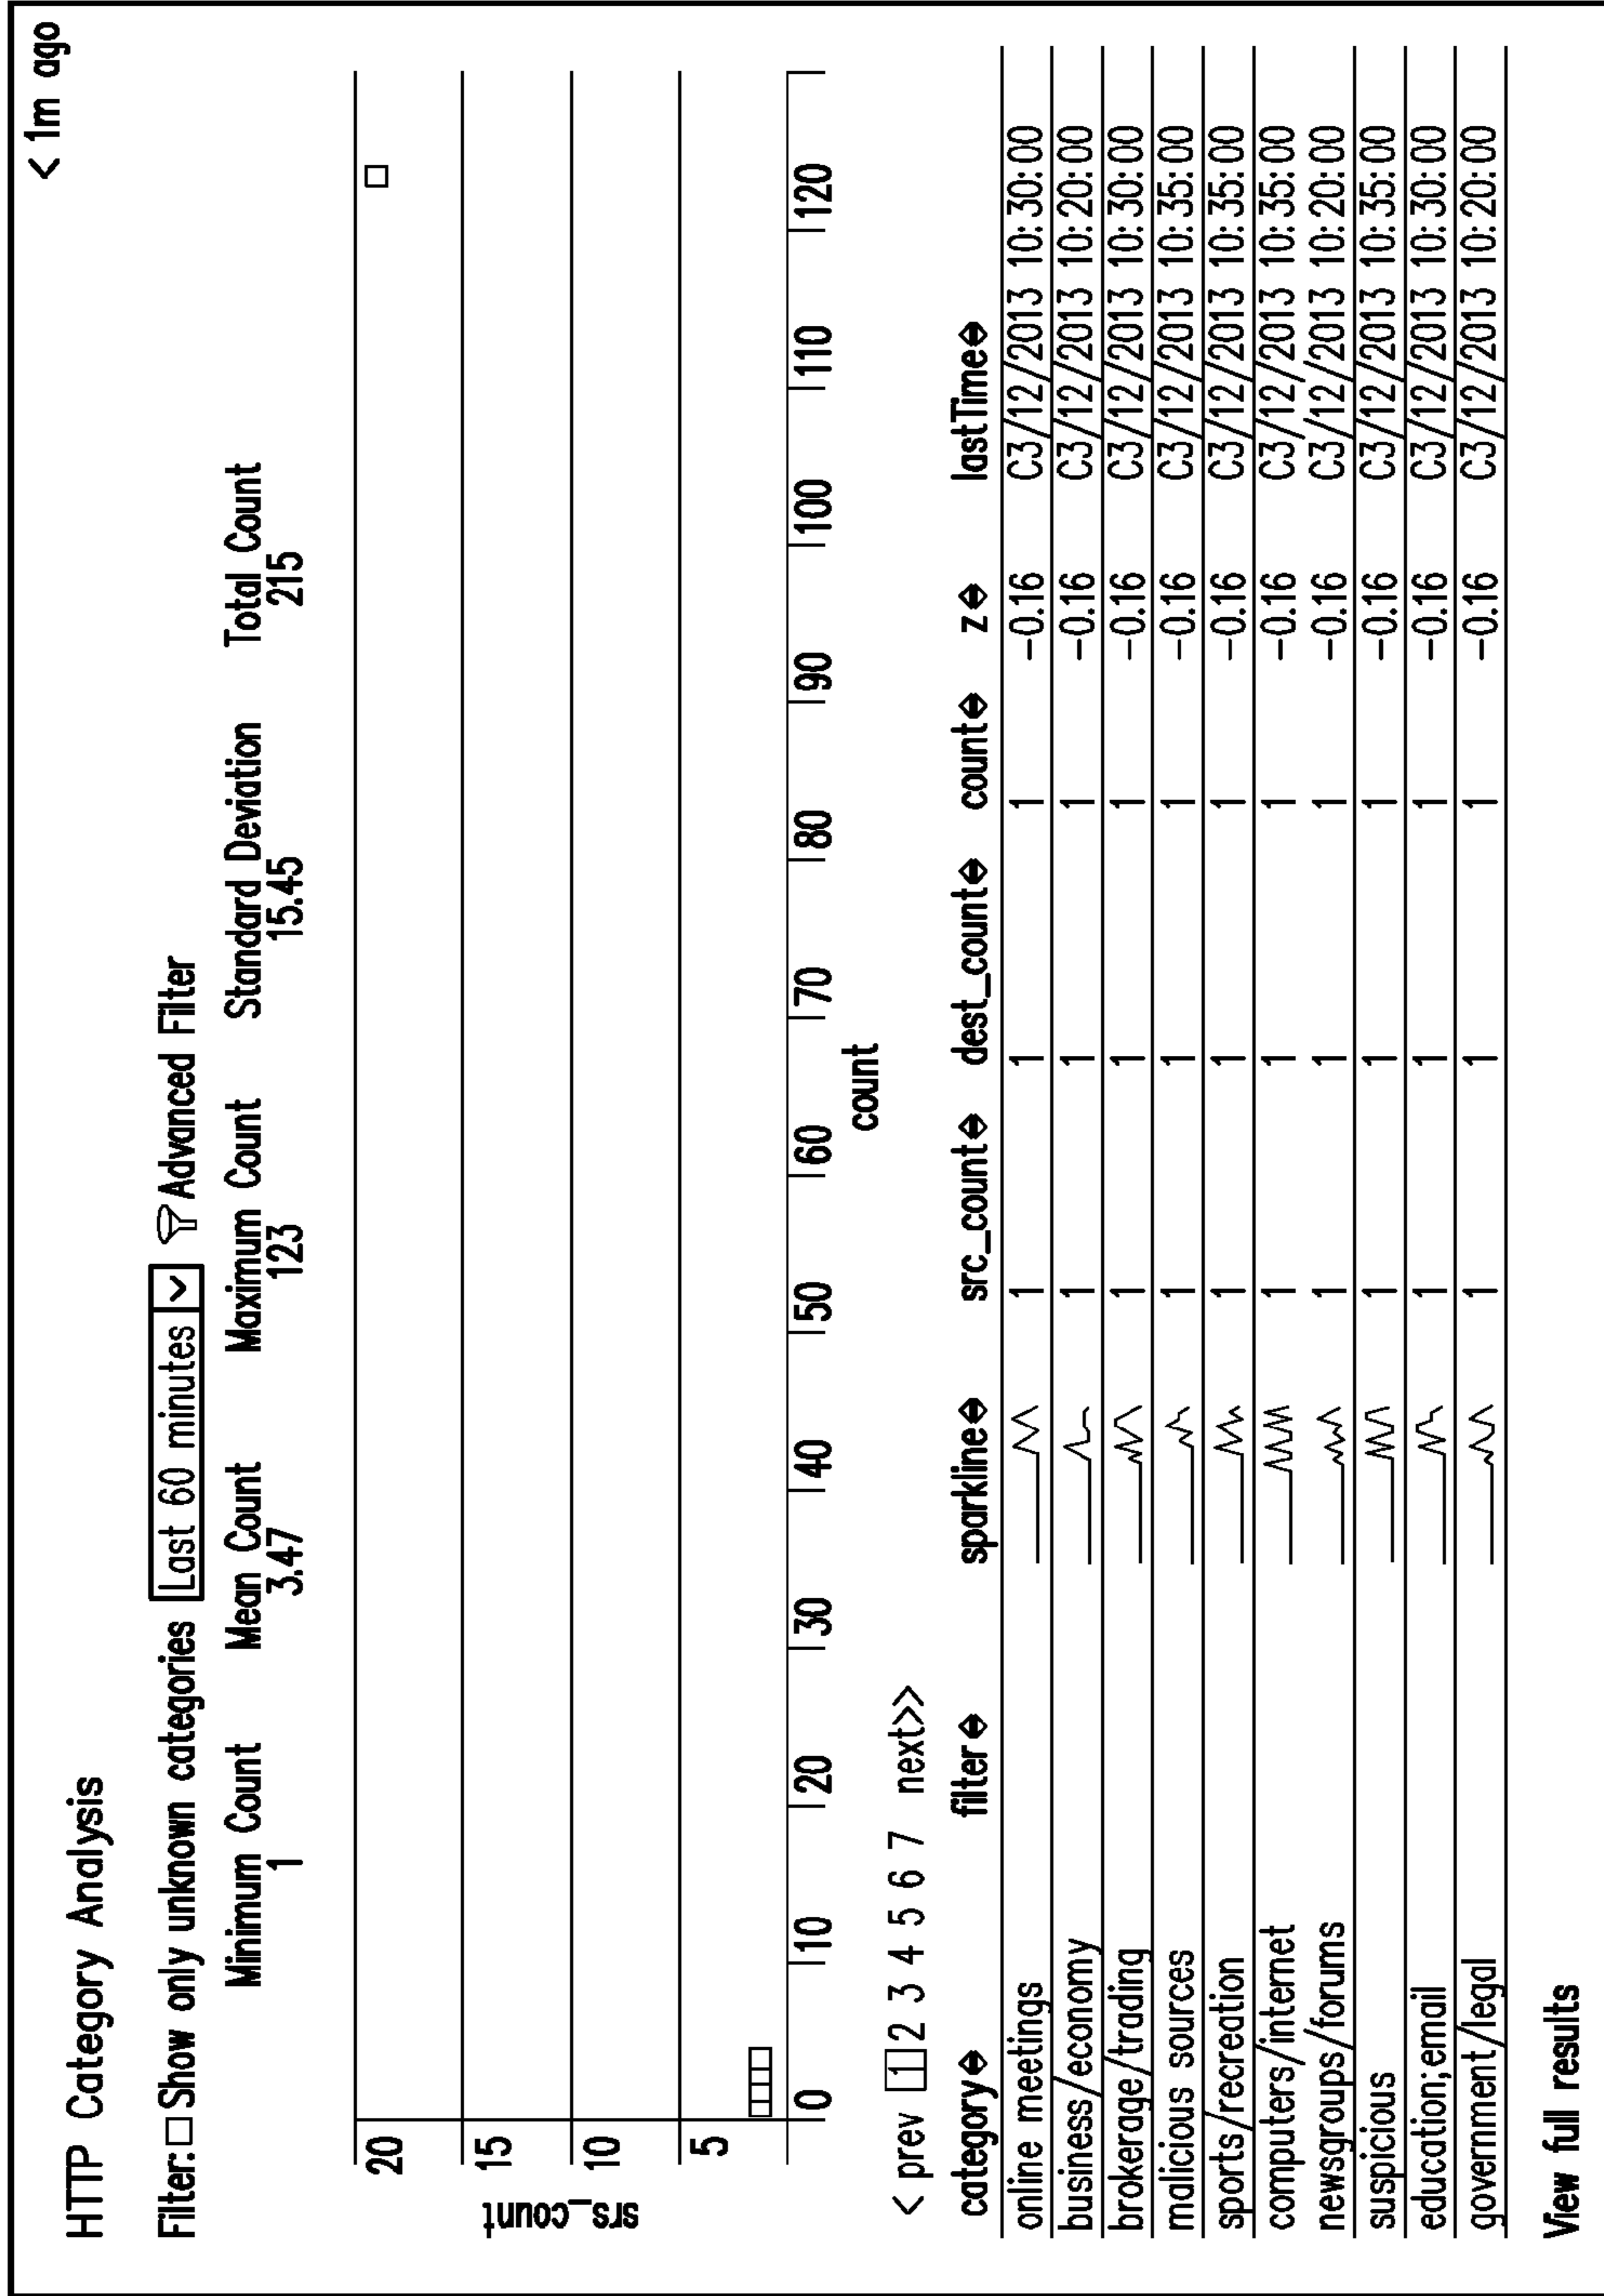 < 1m ago
HTTP Category Analysis
Filter: Show only unknown categories Last 60 minutes Advanced Filter
Minimum Count Mean Count Maximum Count Standard Deviation Total Count
1 3.47 123 15.45 215
20
15
10
5
srs_count
0 10 20 30 40 50 60 70 80 90 100 110 120
count
< prev 1 2 3 4 5 6 7 next>>
category filter sparkline src_count dest_count count z lastTime
online meetings 1 1 1 -0.16 C3/12/2013 10:30:00
business/economy 1 1 1 -0.16 C3/12/2013 10:20:00
brokerage/trading 1 1 1 -0.16 C3/12/2013 10:30:00
malicious sources 1 1 1 -0.16 C3/12/2013 10:35:00
sports/recreation 1 1 1 -0.16 C3/12/2013 10:35:00
computers/internet 1 1 1 -0.16 C3/12/2013 10:35:00
newsgroups/forums 1 1 1 -0.16 C3/12/2013 10:20:00
suspicious 1 1 1 -0.16 C3/12/2013 10:35:00
education;email 1 1 1 -0.16 C3/12/2013 10:30:00
government/legal 1 1 1 -0.16 C3/12/2013 10:20:00
View full results